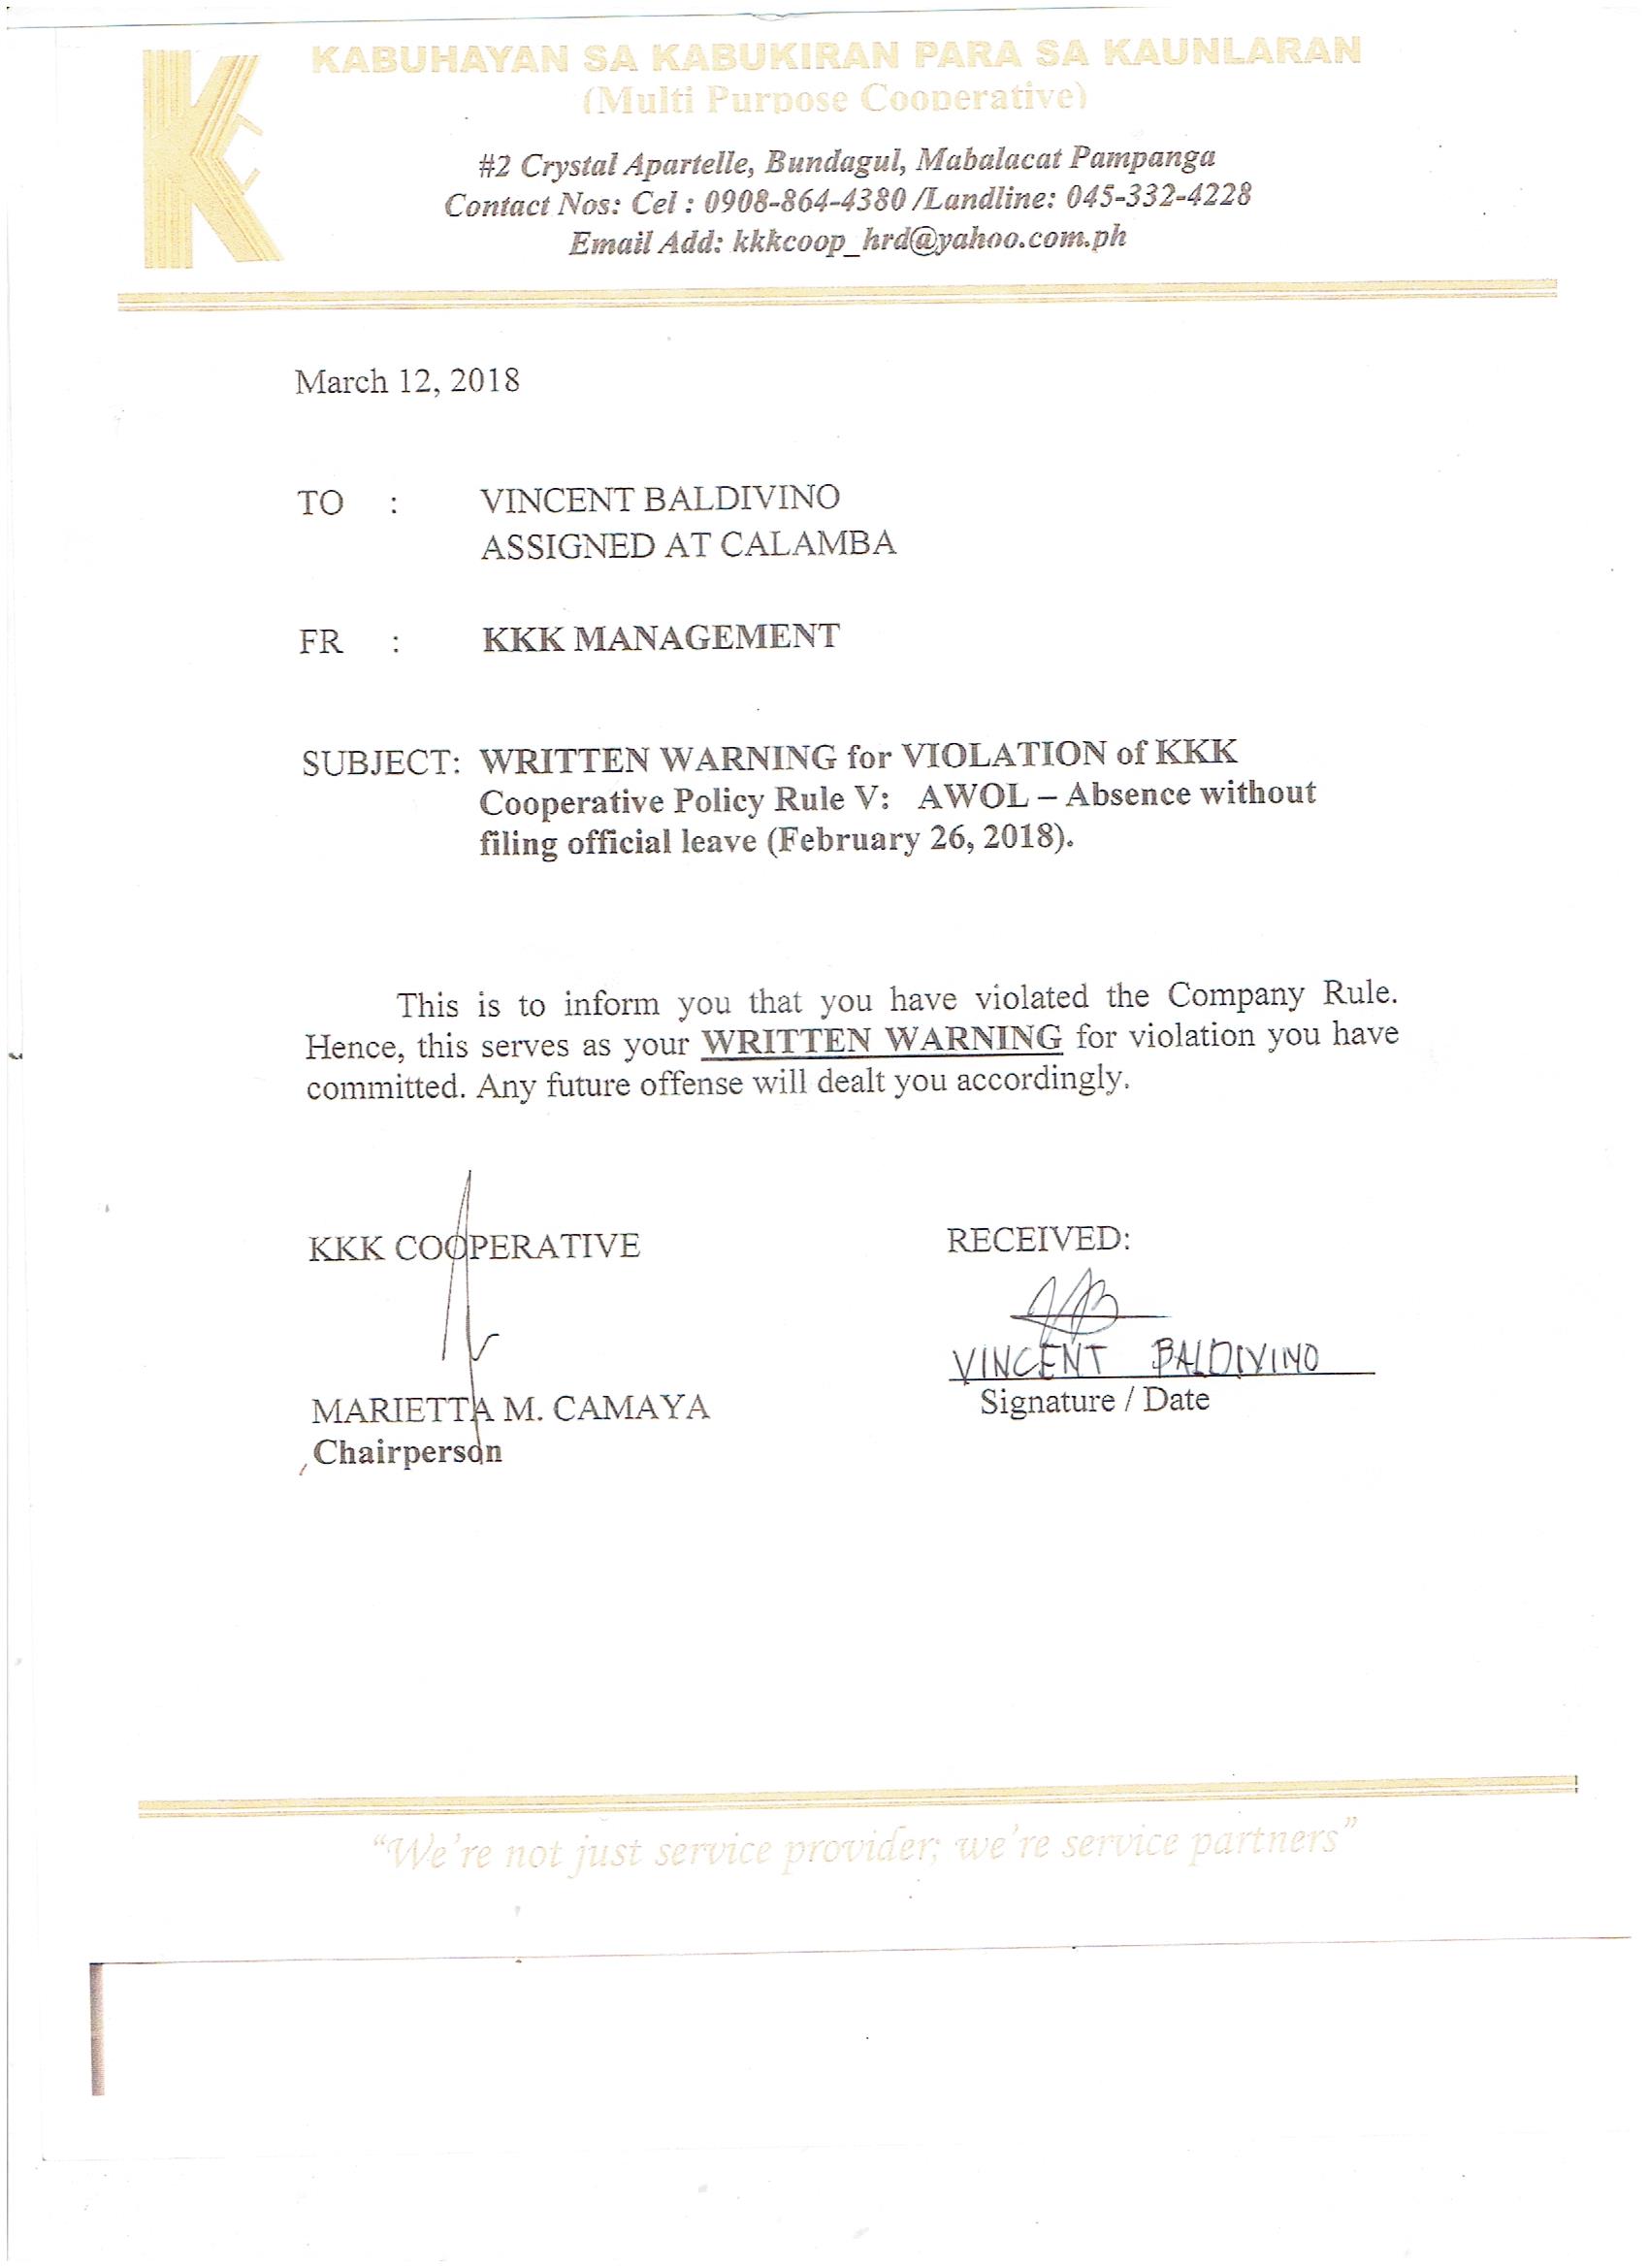 KABUHAYAN SA KABUKIRAN PARA SA KAUNLARAN
(Multi Purpose Cooperative)
#2 Crystal Apartelle, Bundagul, Mabalacat Pampanga
Contact Nos: Cel : 0908-864-4380 /Landline: 045-332-4228
Email Add: kkkcoop_hrd@yahoo.com.ph
March 12, 2018
TO : VINCENT BALDIVINO
ASSIGNED AT CALAMBA
FR : KKK MANAGEMENT
SUBJECT: WRITTEN WARNING for VIOLATION of KKK
Cooperative Policy Rule V: AWOL – Absence without
filing official leave (February 26, 2018).
This is to inform you that you have violated the Company Rule.
Hence, this serves as your WRITTEN WARNING for violation you have
committed. Any future offense will dealt you accordingly.
KKK COOPERATIVE
RECEIVED:
VINCENT BALDIVINO
Signature / Date
MARIETTA M. CAMAYA
Chairperson
“We’re not just service provider; we’re service partners”